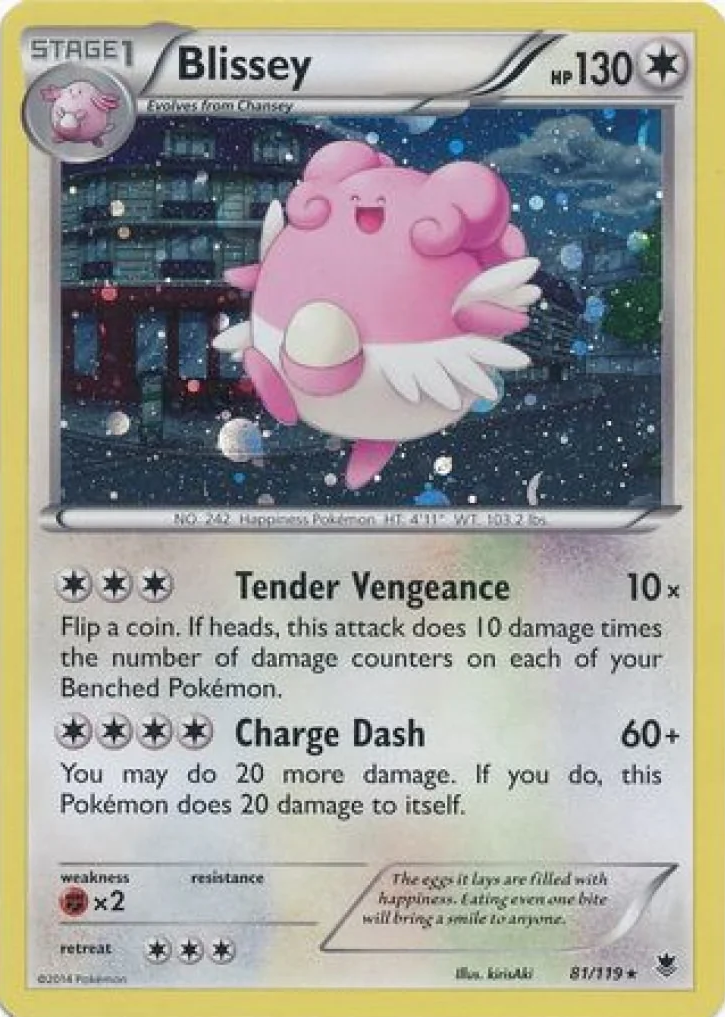 STAGE1
Blissey
HP130
Evolves from Chansey
NO. 242 Happiness Pokémon HT: 4'11" WT: 103.2 lbs.
Tender Vengeance 10×
Flip a coin. If heads, this attack does 10 damage times
the number of damage counters on each of your
Benched Pokémon.
Charge Dash 60+
You may do 20 more damage. If you do, this
Pokémon does 20 damage to itself.
weakness resistance
×2
The eggs it lays are filled with
happiness. Eating even one bite
will bring a smile to anyone.
retreat
©2014 Pokémon
Illus. kirisAki
81/119 ★